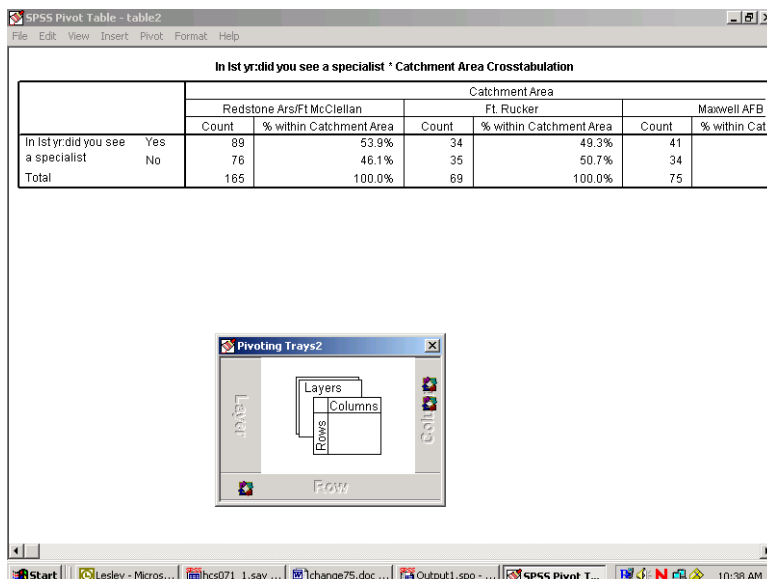 SPSS Pivot Table - table2
File Edit View Insert Pivot Format Help
In lst yr:did you see a specialist * Catchment Area Crosstabulation
Catchment Area
Redstone Ars/Ft McClellan Ft. Rucker Maxwell AFB
Count % within Catchment Area Count % within Catchment Area Count % within Cat
In lst yr:did you see a specialist Yes 89 53.9% 34 49.3% 41
No 76 46.1% 35 50.7% 34
Total 165 100.0% 69 100.0% 75
Pivoting Trays2
Layer
Layers
Columns
Rows
Column
Row
Start Lesley - Micros... hcs071_1.sav ... change75.doc ... Output1.spo - ... SPSS Pivot T... 10:38 AM